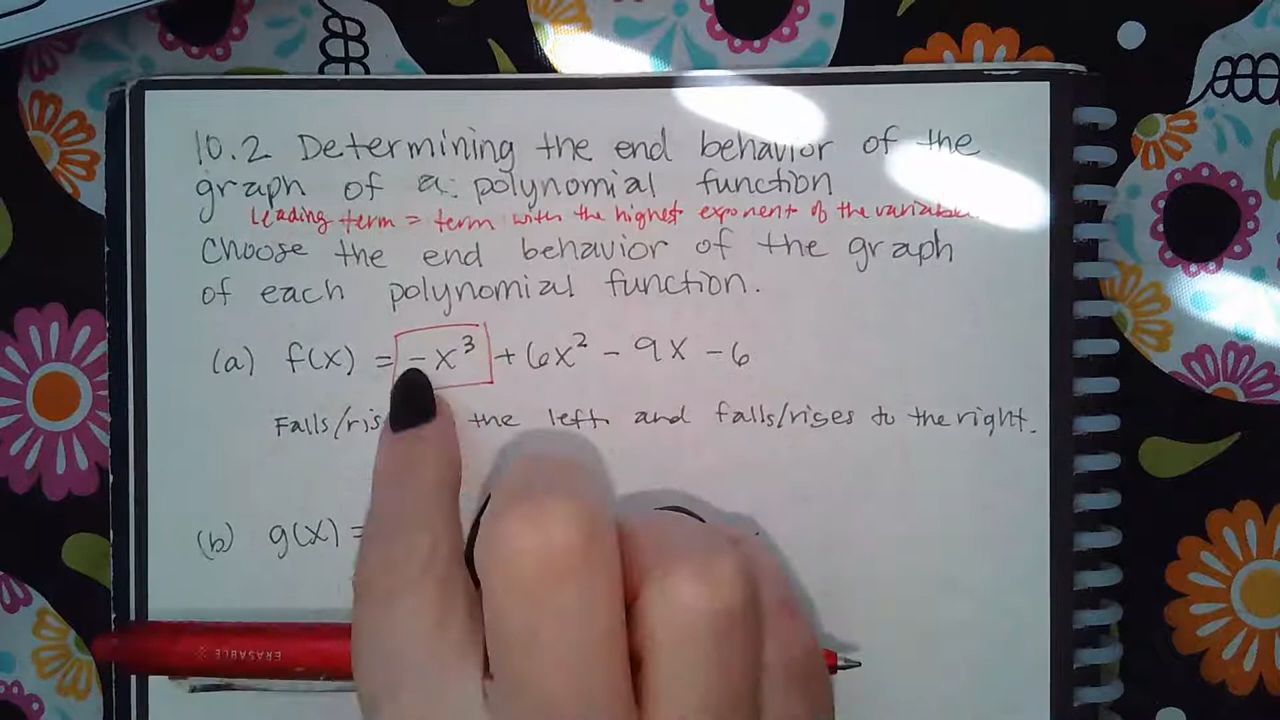 10.2 Determining the end behavior of the
graph of a: polynomial function
Leading term = term with the highest exponent of the variable.
Choose the end behavior of the graph
of each polynomial function.
(a) f(x) = -x³ + 6x² - 9x - 6
Falls/ris the left and falls/rises to the right.
(b) g(x) =
ERASABLE